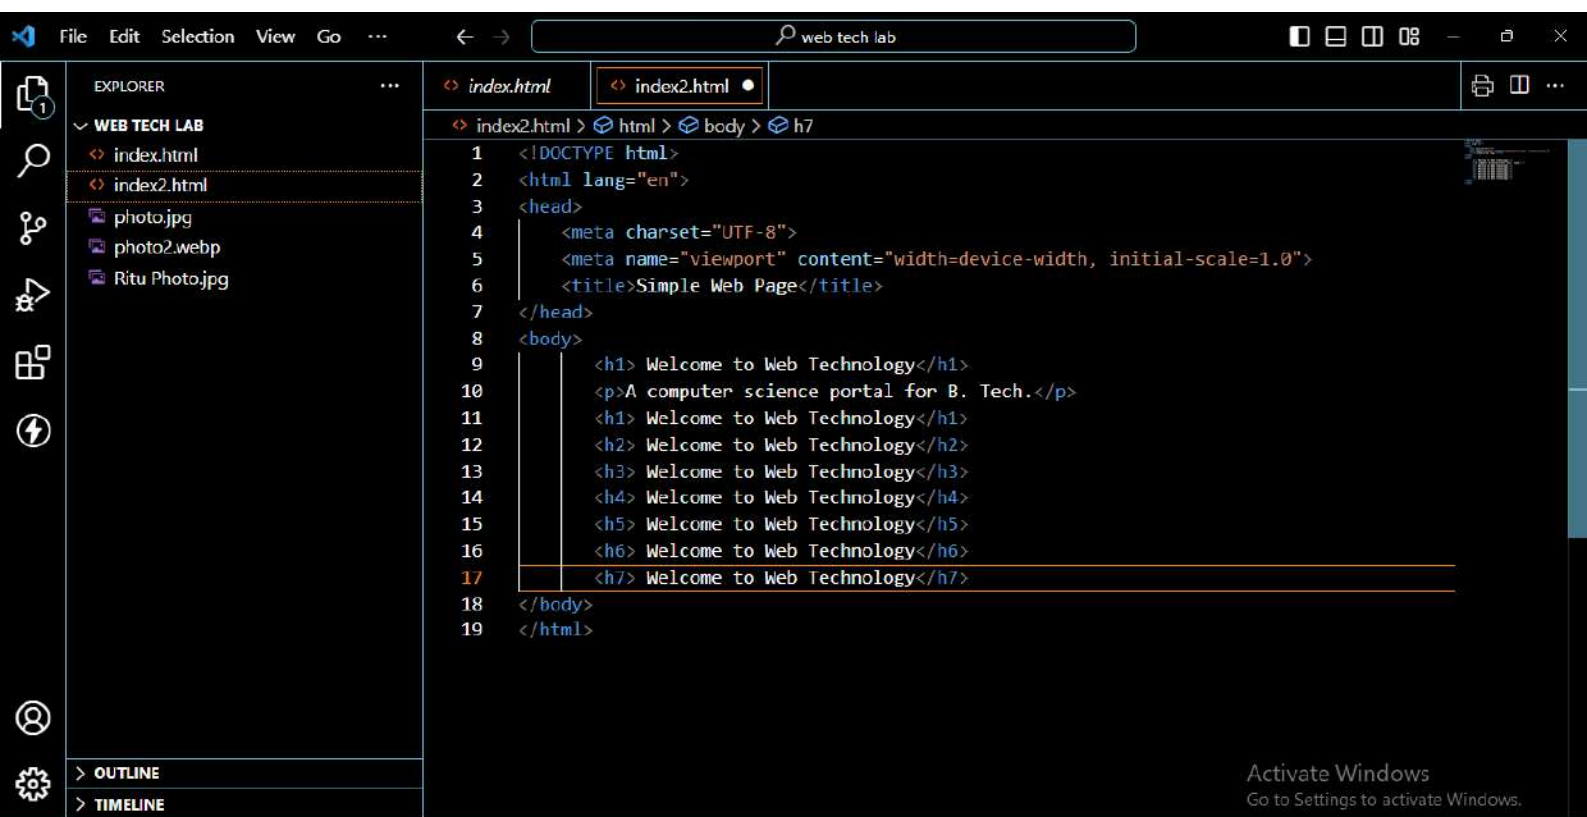 File Edit Selection View Go ··· ← → web tech lab
EXPLORER ···
WEB TECH LAB
index.html
index2.html
photo.jpg
photo2.webp
Ritu Photo.jpg
OUTLINE
TIMELINE
1
index.html index2.html
index2.html > html > body > h7
1 <!DOCTYPE html>
2 <html lang="en">
3 <head>
4 <meta charset="UTF-8">
5 <meta name="viewport" content="width=device-width, initial-scale=1.0">
6 <title>Simple Web Page</title>
7 </head>
8 <body>
9 <h1> Welcome to Web Technology</h1>
10 <p>A computer science portal for B. Tech.</p>
11 <h1> Welcome to Web Technology</h1>
12 <h2> Welcome to Web Technology</h2>
13 <h3> Welcome to Web Technology</h3>
14 <h4> Welcome to Web Technology</h4>
15 <h5> Welcome to Web Technology</h5>
16 <h6> Welcome to Web Technology</h6>
17 <h7> Welcome to Web Technology</h7>
18 </body>
19 </html>
Activate Windows
Go to Settings to activate Windows.